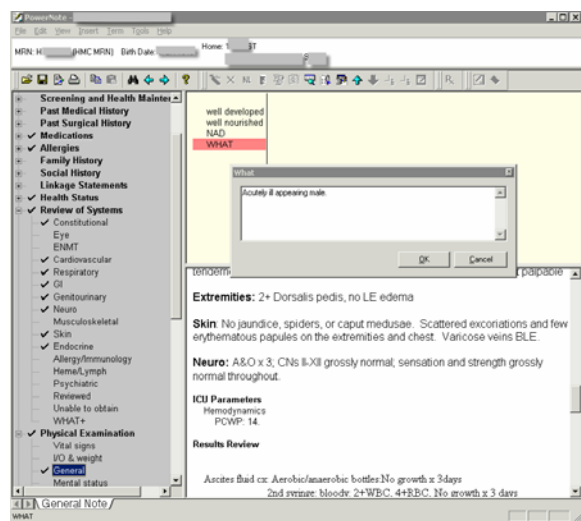 PowerNote -
File Edit View Insert Term Tools Help
MRN: H (HMC MRN) Birth Date: Home: 1 ST
Screening and Health Mainter
Past Medical History
Past Surgical History
Medications
Allergies
Family History
Social History
Linkage Statements
Health Status
Review of Systems
Constitutional
Eye
ENMT
Cardiovascular
Respiratory
GI
Genitourinary
Neuro
Musculoskeletal
Skin
Endocrine
Allergy/Immunology
Heme/Lymph
Psychiatric
Reviewed
Unable to obtain
WHAT+
Physical Examination
Vital signs
I/O & weight
General
Mental status
General Note
WHAT
well developed
well nourished
NAD
WHAT
What
Acutely ill appearing male.
OK Cancel
palpable
Extremities: 2+ Dorsalis pedis, no LE edema
Skin: No jaundice, spiders, or caput medusae. Scattered excoriations and few
erythematous papules on the extremities and chest. Varicose veins BLE.
Neuro: A&O x 3; CNs II-XII grossly normal; sensation and strength grossly
normal throughout.
ICU Parameters
Hemodynamics
PCWP: 14.
Results Review
Ascites fluid cx: Aerobic/anaerobic bottles:No growth x 3days
2nd syringe: bloody: 2+WBC, 4+RBC, No growth x 3 days